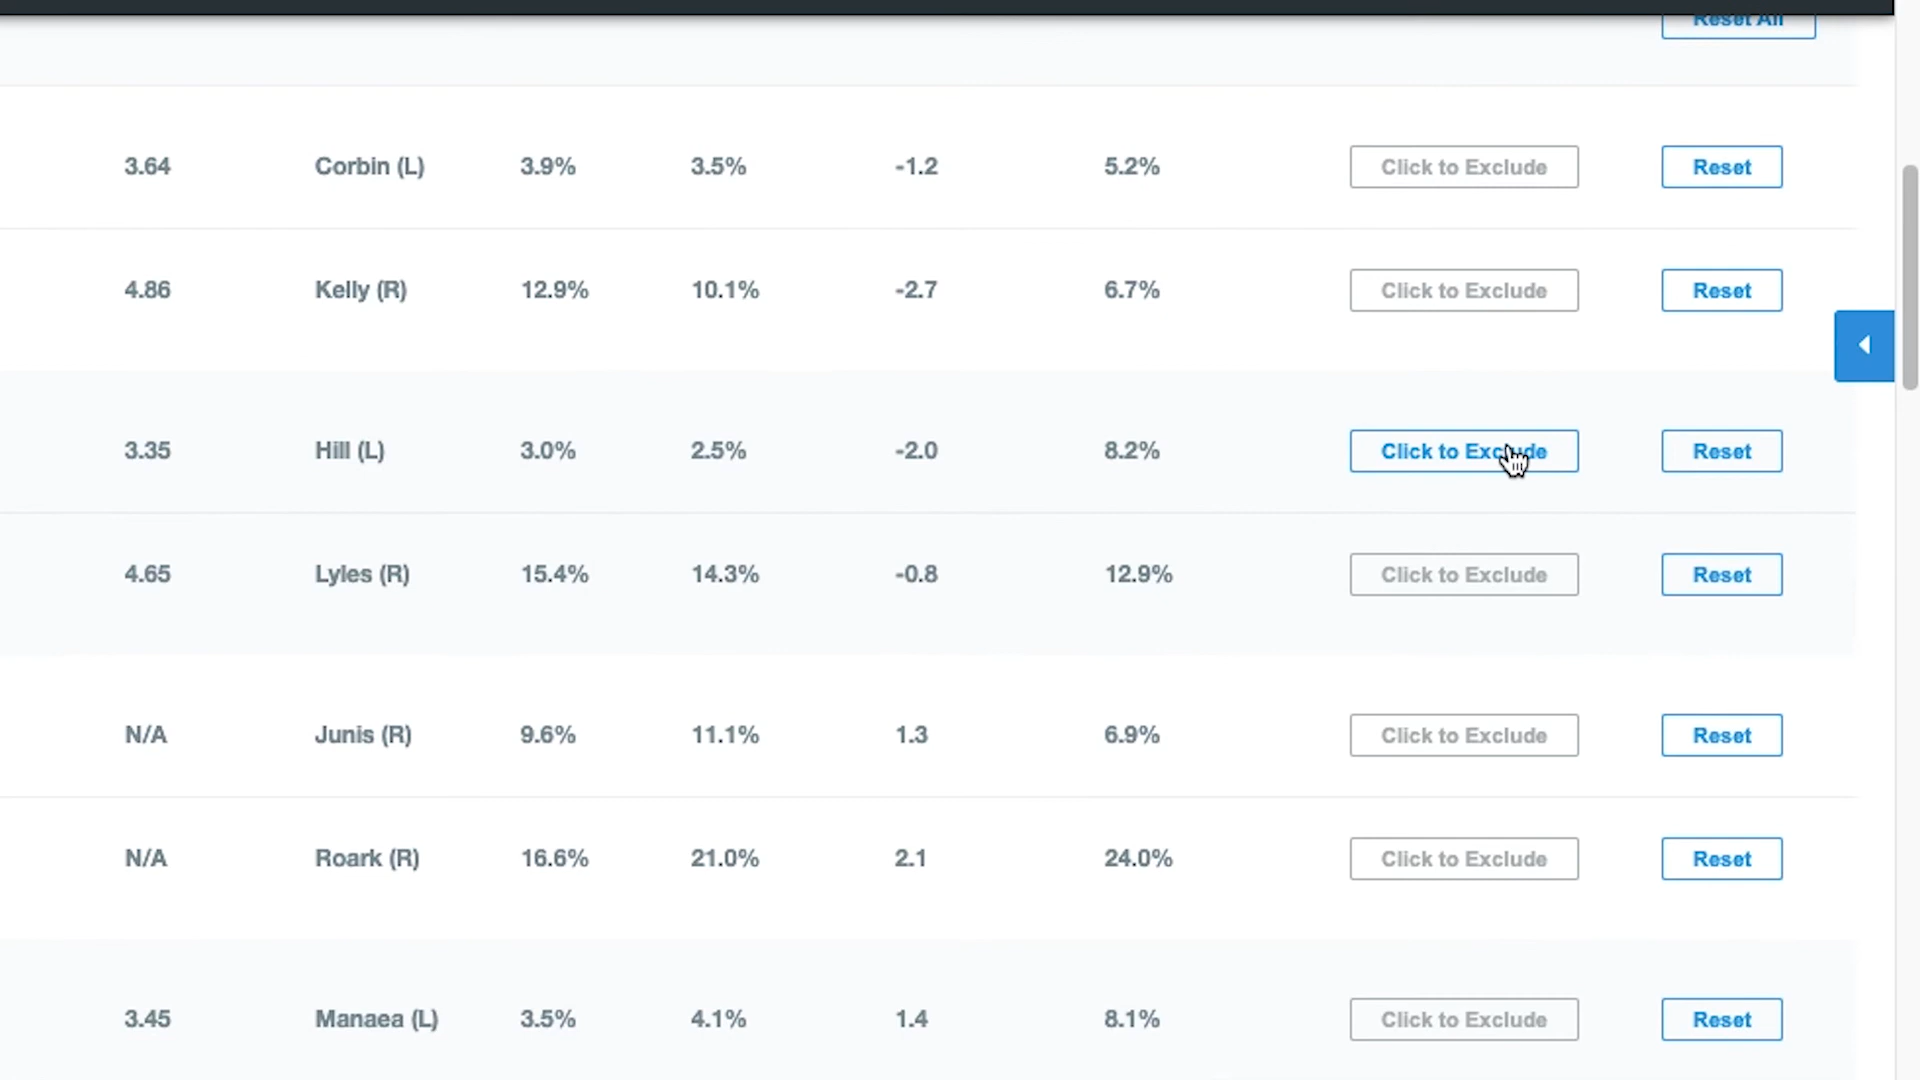 Reset All
3.64 Corbin (L) 3.9% 3.5% -1.2 5.2% Click to Exclude Reset
4.86 Kelly (R) 12.9% 10.1% -2.7 6.7% Click to Exclude Reset
3.35 Hill (L) 3.0% 2.5% -2.0 8.2% Click to Exclude Reset
4.65 Lyles (R) 15.4% 14.3% -0.8 12.9% Click to Exclude Reset
N/A Junis (R) 9.6% 11.1% 1.3 6.9% Click to Exclude Reset
N/A Roark (R) 16.6% 21.0% 2.1 24.0% Click to Exclude Reset
3.45 Manaea (L) 3.5% 4.1% 1.4 8.1% Click to Exclude Reset